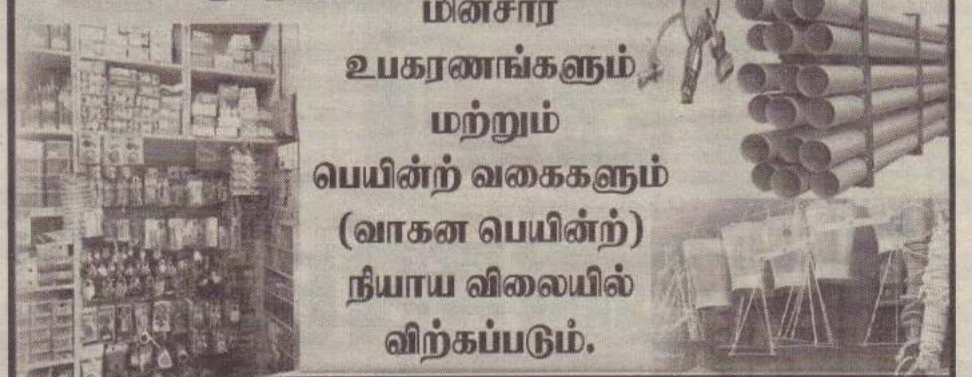 மின்சார
உபகரணங்களும்
மற்றும்
பெயின்ற் வகைகளும்
(வாகன பெயின்ற்)
நியாய விலையில்
விற்கப்படும்.